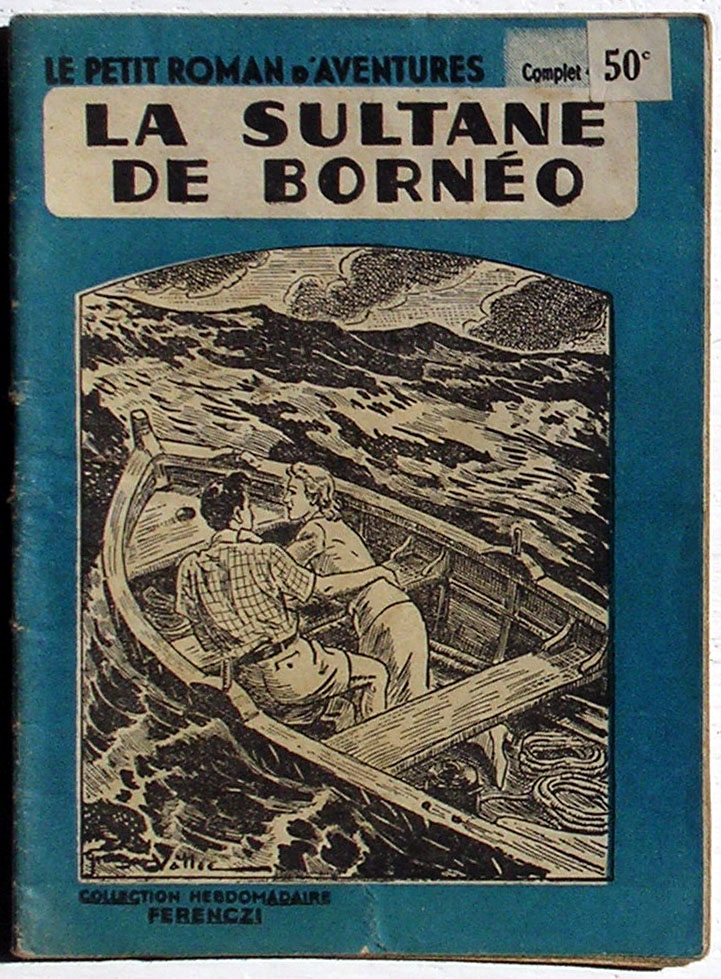 LE PETIT ROMAN D'AVENTURES
Complet
50c
LA SULTANE
DE BORNÉO
COLLECTION HEBDOMADAIRE
FERENCZI